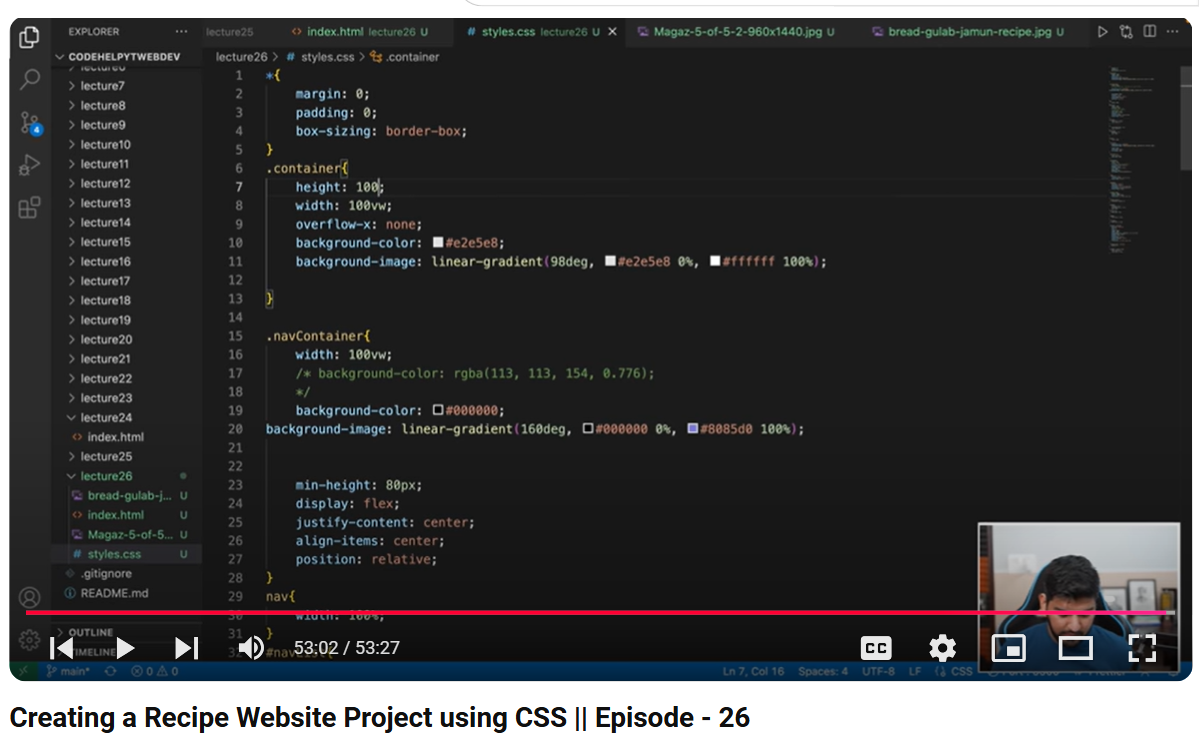 EXPLORER
CODEHELPYTWEBDEV
lecture6
lecture7
lecture8
lecture9
lecture10
lecture11
lecture12
lecture13
lecture14
lecture15
lecture16
lecture17
lecture18
lecture19
lecture20
lecture21
lecture22
lecture23
lecture24
<> index.html
lecture25
lecture26
bread-gulab-j... U
<> index.html U
Magaz-5-of-5... U
# styles.css U
.gitignore
README.md
OUTLINE
TIMELINE
4
lecture25
<> index.html lecture26 U
# styles.css lecture26 U
Magaz-5-of-5-2-960x1440.jpg U
bread-gulab-jamun-recipe.jpg U
lecture26 > # styles.css > .container
1 *{
2 margin: 0;
3 padding: 0;
4 box-sizing: border-box;
5 }
6 .container{
7 height: 100;
8 width: 100vw;
9 overflow-x: none;
10 background-color: #e2e5e8;
11 background-image: linear-gradient(98deg, #e2e5e8 0%, #ffffff 100%);
12
13 }
14
15 .navContainer{
16 width: 100vw;
17 /* background-color: rgba(113, 113, 154, 0.776);
18 */
19 background-color: #000000;
20 background-image: linear-gradient(160deg, #000000 0%, #8085d0 100%);
21
22
23 min-height: 80px;
24 display: flex;
25 justify-content: center;
26 align-items: center;
27 position: relative;
28 }
29 nav{
30 width: 100%;
31 }
32 #navList{
53:02 / 53:27
CC
main* 0 0
Ln 7, Col 16 Spaces: 4 UTF-8 LF {} CSS
Creating a Recipe Website Project using CSS || Episode - 26